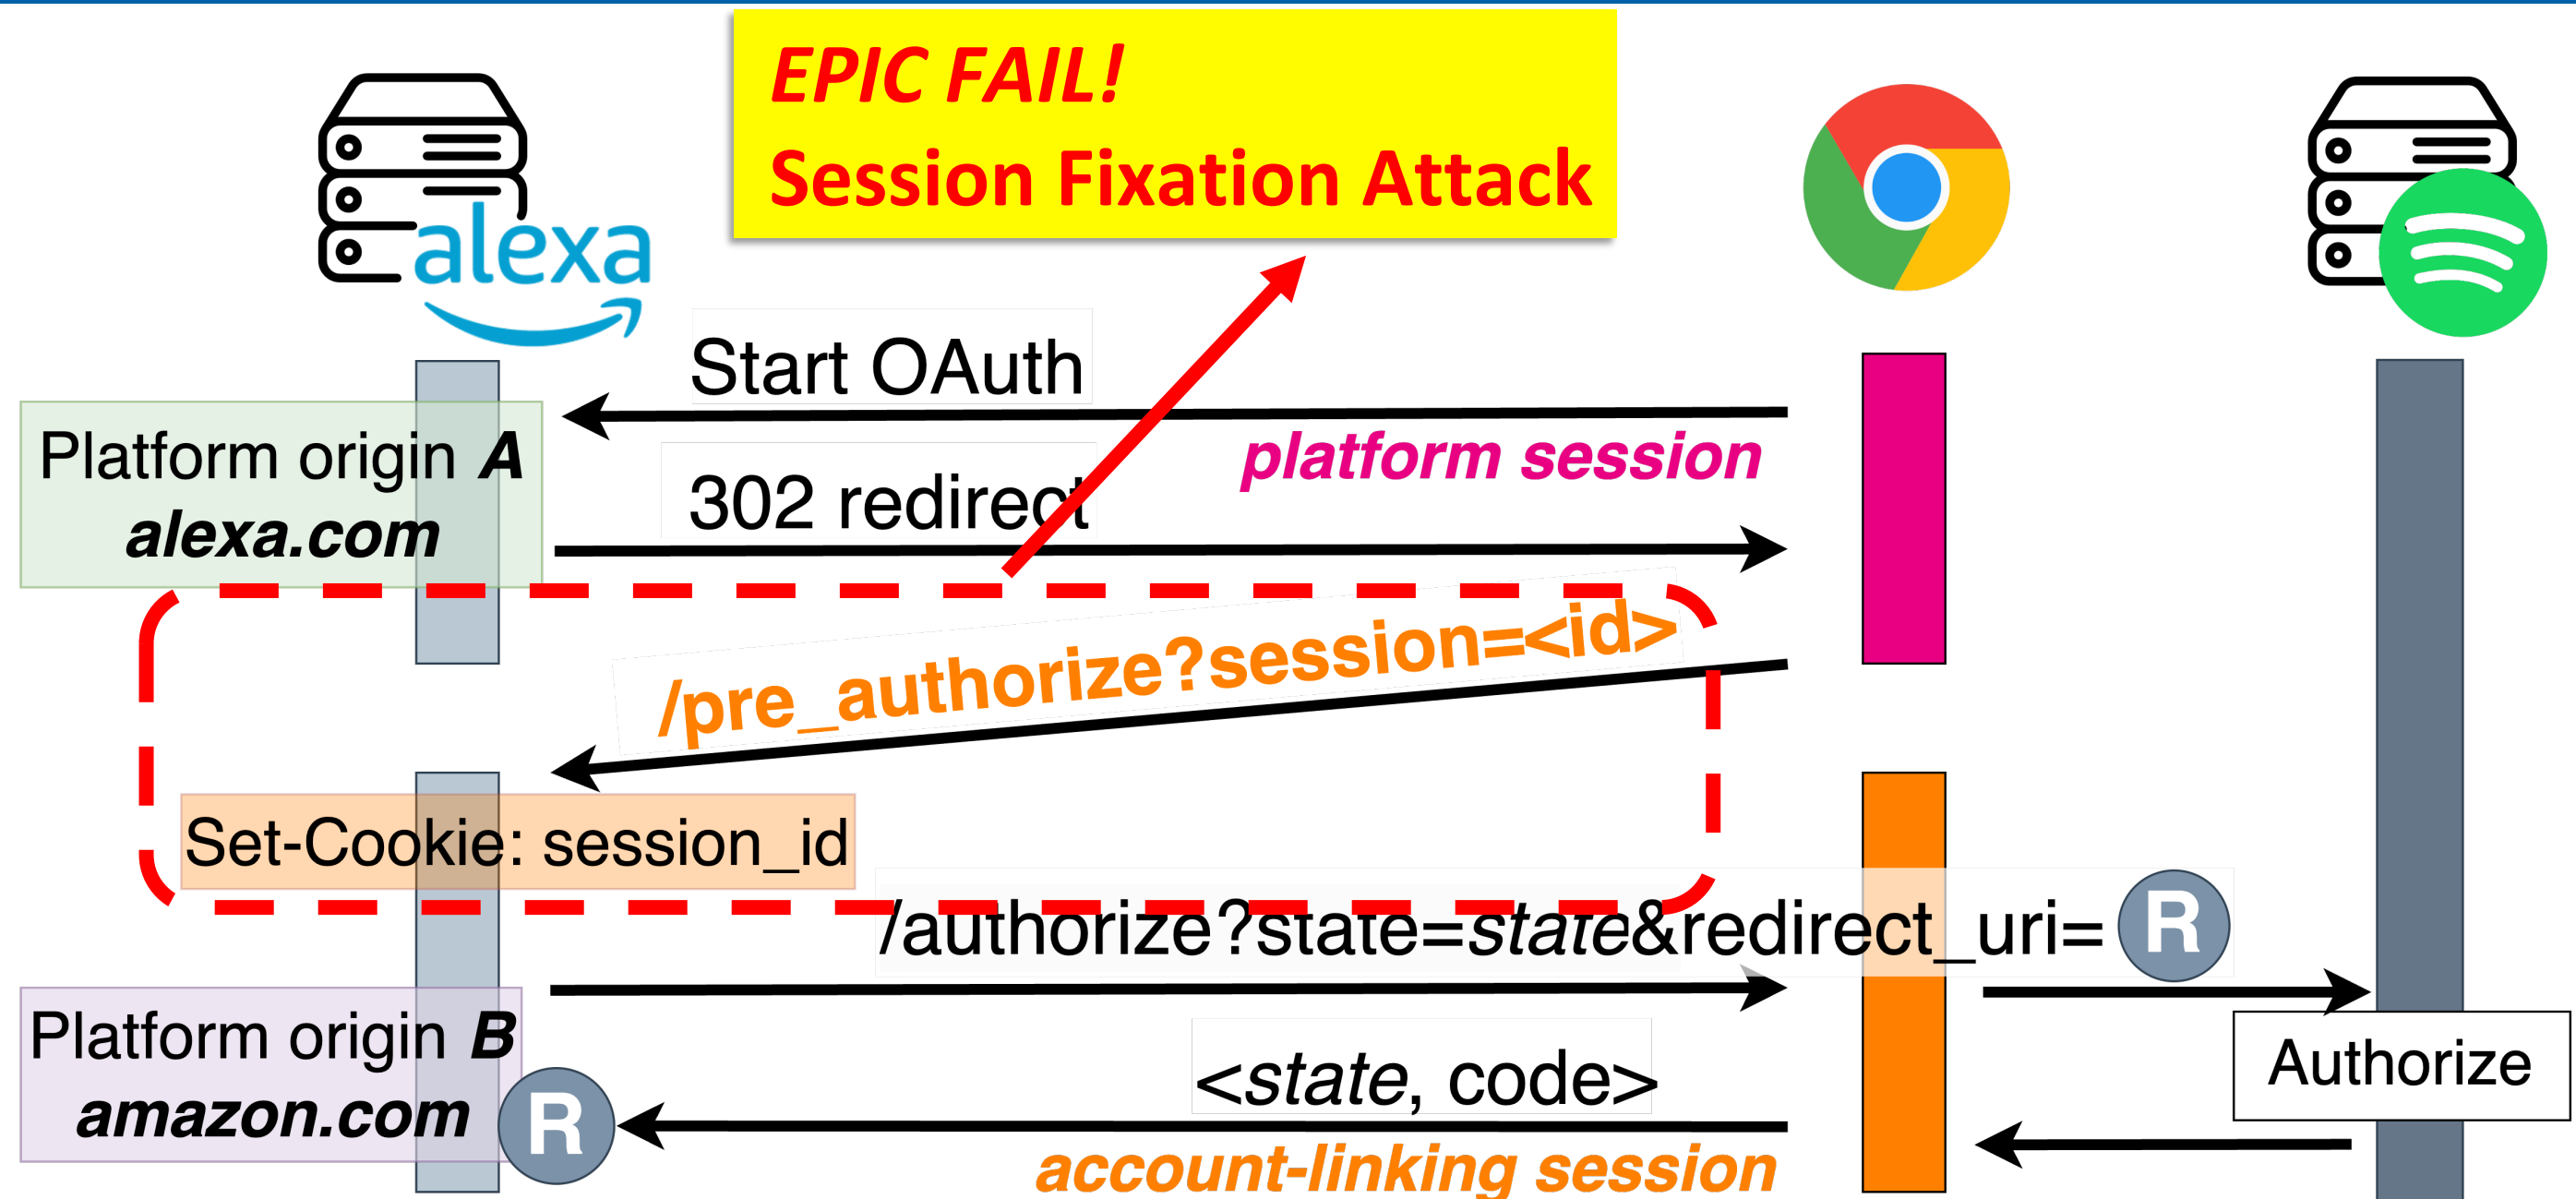 EPIC FAIL!
Session Fixation Attack
alexa
Start OAuth
Platform origin A
alexa.com
platform session
302 redirect
/pre_authorize?session=<id>
Set-Cookie: session_id
/authorize?state=state&redirect_uri= R
Platform origin B
amazon.com
R
<state, code>
Authorize
account-linking session